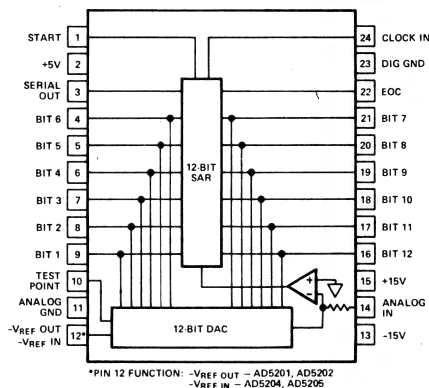 START 1
+5V 2
SERIAL OUT 3
BIT 6 4
BIT 5 5
BIT 4 6
BIT 3 7
BIT 2 8
BIT 1 9
TEST POINT 10
ANALOG GND 11
-VREF OUT
-VREF IN 12*
12-BIT SAR
12-BIT DAC
+
-
24 CLOCK IN
23 DIG GND
22 EOC
21 BIT 7
20 BIT 8
19 BIT 9
18 BIT 10
17 BIT 11
16 BIT 12
15 +15V
14 ANALOG IN
13 -15V
*PIN 12 FUNCTION: -VREF OUT – AD5201, AD5202
-VREF IN – AD5204, AD5205